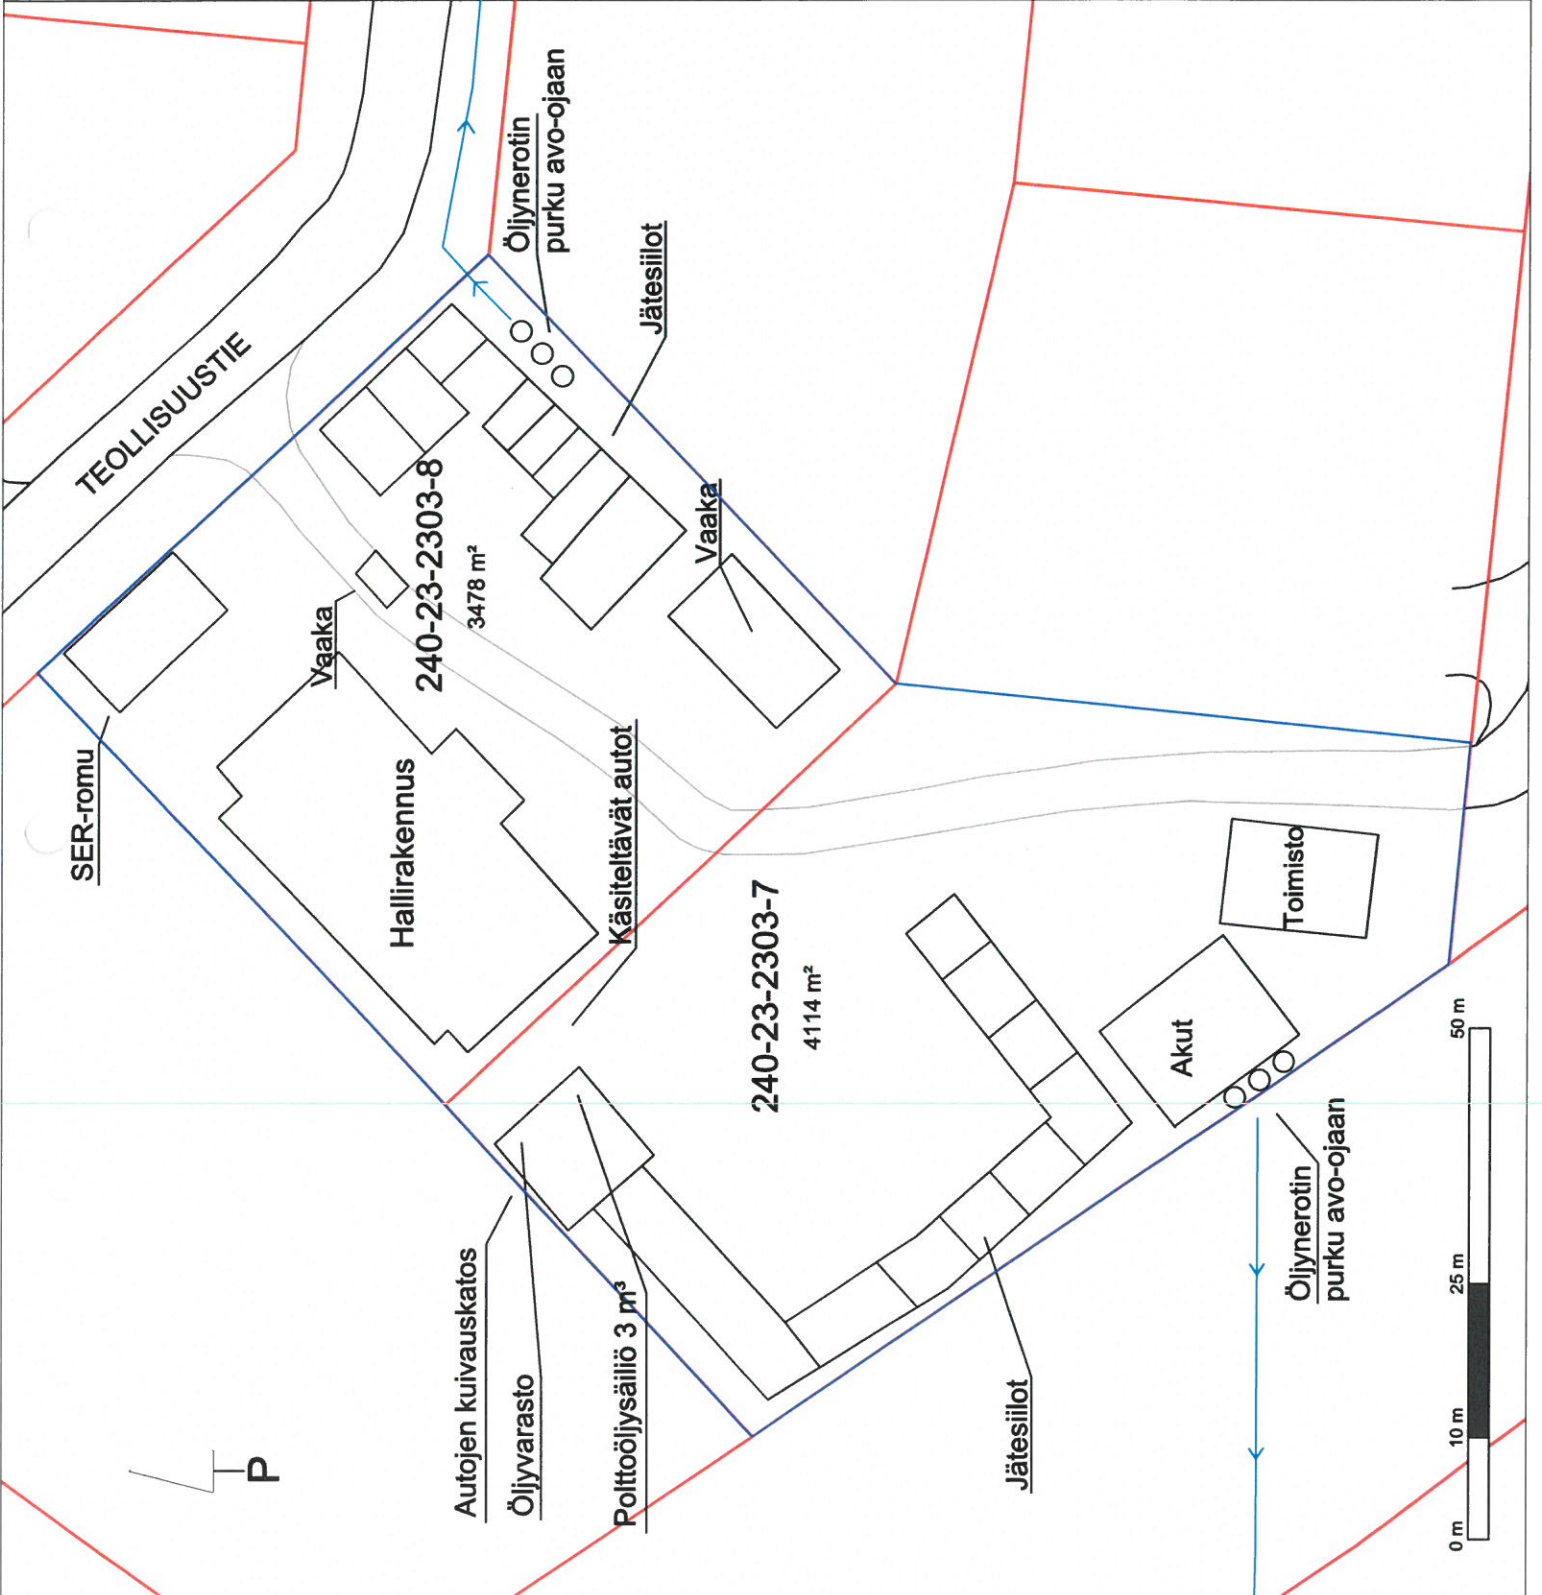 TEOLLISUUSTIE
SER-romu
Vaaka
240-23-2303-8
3478 m²
Öljynerotin
purku avo-ojaan
Jätesiilot
Vaaka
Hallirakennus
Käsiteltävät autot
240-23-2303-7
4114 m²
Toimisto
Akut
Öljynerotin
purku avo-ojaan
Autojen kuivauskatos
Öljyvarasto
Polttoöljysäiliö 3 m³
Jätesiilot
P
0 m
10 m
25 m
50 m